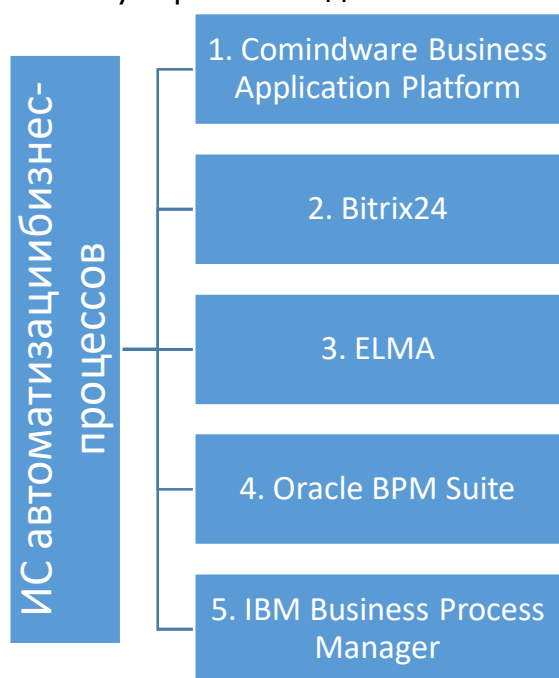 ИС автоматизациибизнес-
процессов
1. Comindware Business
Application Platform
2. Bitrix24
3. ELMA
4. Oracle BPM Suite
5. IBM Business Process
Manager